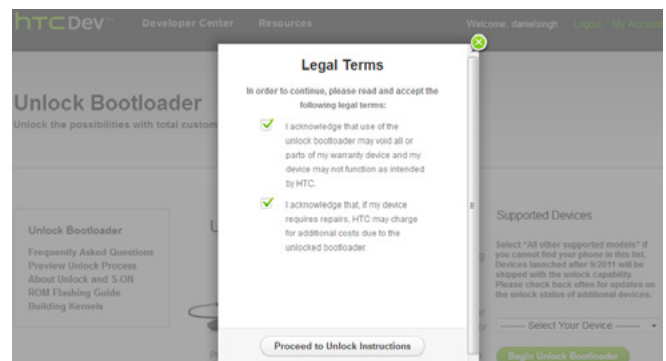 hTC Dev Developer Center Resources Welcome, danielsingh Logout My Account
Legal Terms
In order to continue, please read and accept the
following legal terms:
I acknowledge that use of the
unlock bootloader may void all or
parts of my warranty device and my
device may not function as intended
by HTC.
I acknowledge that, if my device
requires repairs, HTC may charge
for additional costs due to the
unlocked bootloader.
Proceed to Unlock Instructions
Unlock Bootloader
Unlock the possibilities with total custom
Unlock Bootloader
Frequently Asked Questions
Preview Unlock Process
About Unlock and S-ON
ROM Flashing Guide
Building Kernels
Supported Devices
Select "All other supported models" if
you cannot find your phone in this list.
Devices launched after 9/2011 will be
shipped with the unlock capability.
Please check back often for updates on
the unlock status of additional devices.
------ Select Your Device ------
Begin Unlock Bootloader